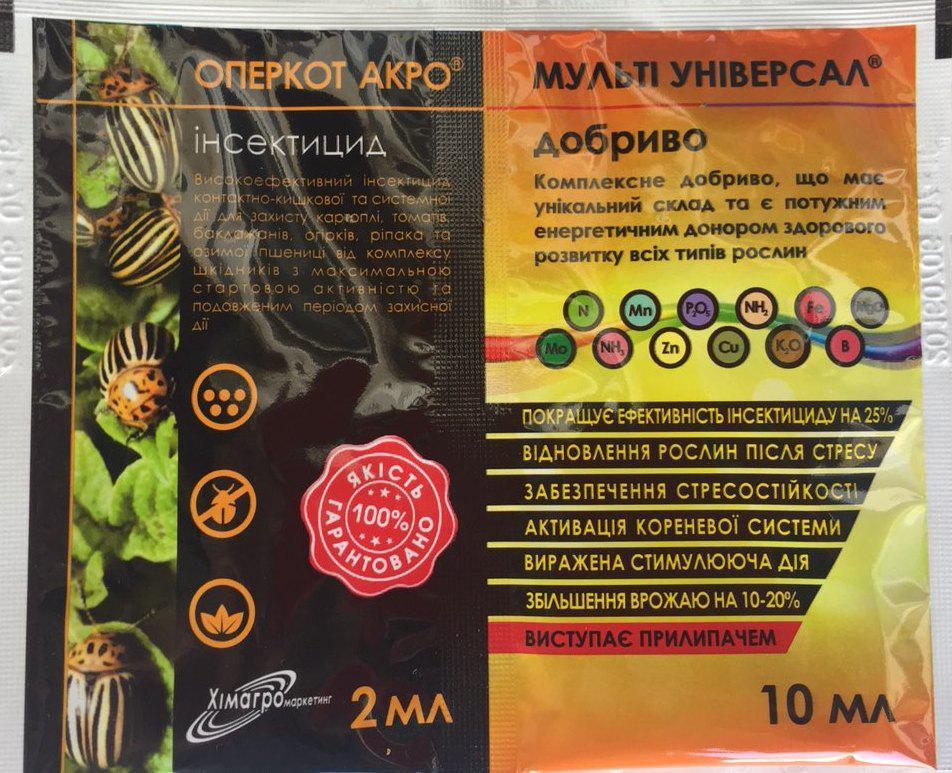 ОПЕРКОТ АКРО®
інсектицид
Високоефективний інсектицид
контактно-кишкової та системної
дії для захисту картоплі, томатів,
баклажанів, огірків, ріпака та
озимої пшениці від комплексу
шкідників з максимальною
стартовою активністю та
подовженим періодом захисної
дії
ЯКІСТЬ
100%
ГАРАНТОВАНО
Хімагромаркетинг
2 мл
МУЛЬТІ УНІВЕРСАЛ®
добриво
Комплексне добриво, що має
унікальний склад та є потужним
енергетичним донором здорового
розвитку всіх типів рослин
N Mn P₂O₅ NH₂ Fe MgO
Mo NH₃ Zn Cu K₂O B
ПОКРАЩУЄ ЕФЕКТИВНІСТЬ ІНСЕКТИЦИДУ НА 25%
ВІДНОВЛЕННЯ РОСЛИН ПІСЛЯ СТРЕСУ
ЗАБЕЗПЕЧЕННЯ СТРЕСОСТІЙКОСТІ
АКТИВАЦІЯ КОРЕНЕВОЇ СИСТЕМИ
ВИРАЖЕНА СТИМУЛЮЮЧА ДІЯ
ЗБІЛЬШЕННЯ ВРОЖАЮ НА 10-20%
ВИСТУПАЄ ПРИЛИПАЧЕМ
10 мл